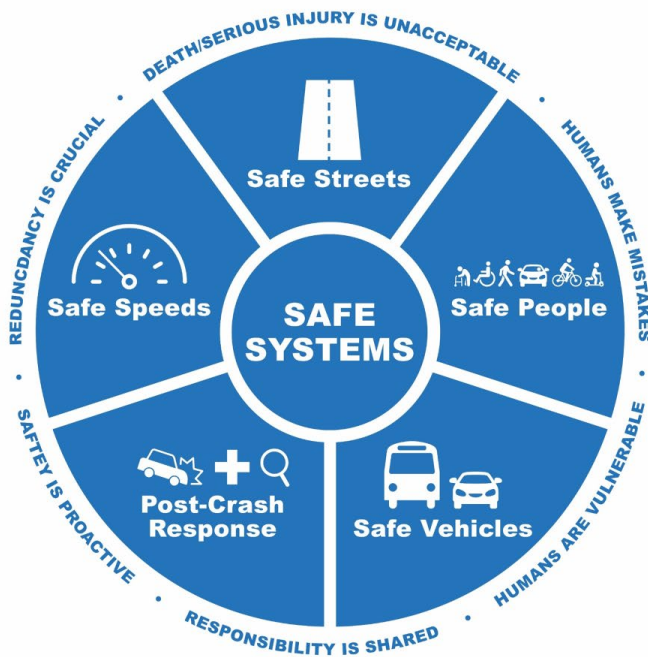 DEATH/SERIOUS INJURY IS UNACCEPTABLE
HUMANS MAKE MISTAKES
HUMANS ARE VULNERABLE
RESPONSIBILITY IS SHARED
SAFTEY IS PROACTIVE
REDUNCDANCY IS CRUCIAL
Safe Streets
Safe People
Safe Vehicles
Post-Crash
Response
Safe Speeds
SAFE
SYSTEMS